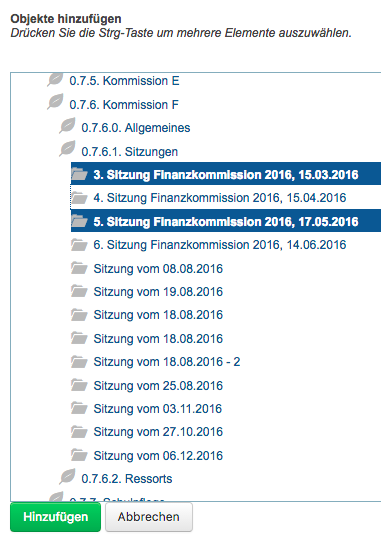 Objekte hinzufügen
Drücken Sie die Strg-Taste um mehrere Elemente auszuwählen.
0.7.5. Kommission E
0.7.6. Kommission F
0.7.6.0. Allgemeines
0.7.6.1. Sitzungen
3. Sitzung Finanzkommission 2016, 15.03.2016
4. Sitzung Finanzkommission 2016, 15.04.2016
5. Sitzung Finanzkommission 2016, 17.05.2016
6. Sitzung Finanzkommission 2016, 14.06.2016
Sitzung vom 08.08.2016
Sitzung vom 19.08.2016
Sitzung vom 18.08.2016
Sitzung vom 18.08.2016
Sitzung vom 18.08.2016 - 2
Sitzung vom 25.08.2016
Sitzung vom 03.11.2016
Sitzung vom 27.10.2016
Sitzung vom 06.12.2016
0.7.6.2. Ressorts
0.7.7. Schulpflege
Hinzufügen
Abbrechen